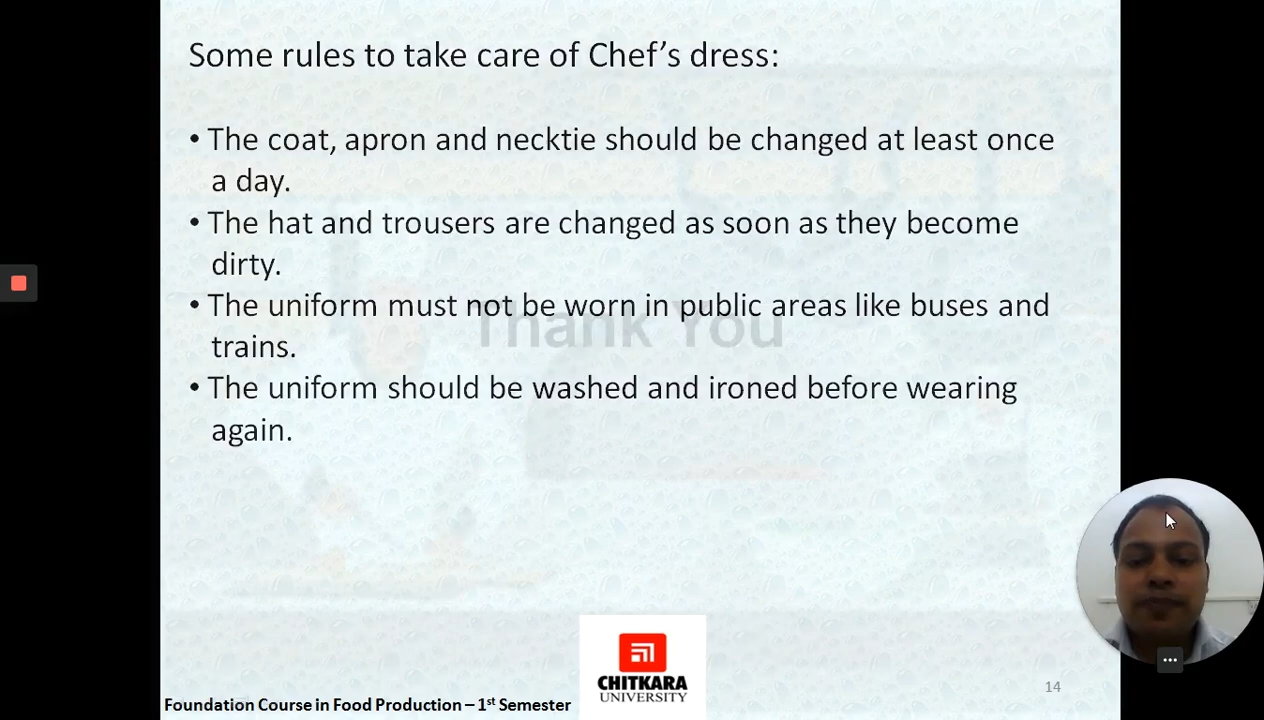 Some rules to take care of Chef’s dress:
• The coat, apron and necktie should be changed at least once
a day.
• The hat and trousers are changed as soon as they become
dirty.
• The uniform must not be worn in public areas like buses and
trains.
Thank You
• The uniform should be washed and ironed before wearing
again.
CHITKARA
UNIVERSITY
14
Foundation Course in Food Production – 1st Semester